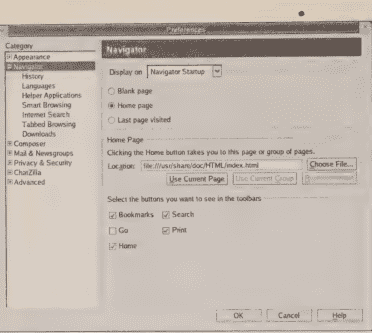 Preferences
Category
Appearance
Navigator
History
Languages
Helper Applications
Smart Browsing
Internet Search
Tabbed Browsing
Downloads
Composer
Mail & Newsgroups
Privacy & Security
ChatZilla
Advanced
Navigator
Display on Navigator Startup
Blank page
Home page
Last page visited
Home Page
Clicking the Home button takes you to this page or group of pages.
Location: file:///usr/share/doc/HTML/index.html Choose File...
Use Current Page Use Current Group
Select the buttons you want to see in the toolbars
Bookmarks Search
Go Print
Home
OK Cancel Help